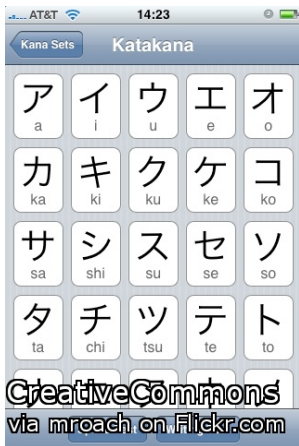 AT&T 14:23
Kana Sets Katakana
ア イ ウ エ オ
a i u e o
カ キ ク ケ コ
ka ki ku ke ko
サ シ ス セ ソ
sa shi su se so
タ チ ツ テ ト
ta chi tsu te to
CreativeCommons
via mroach on Flickr.com